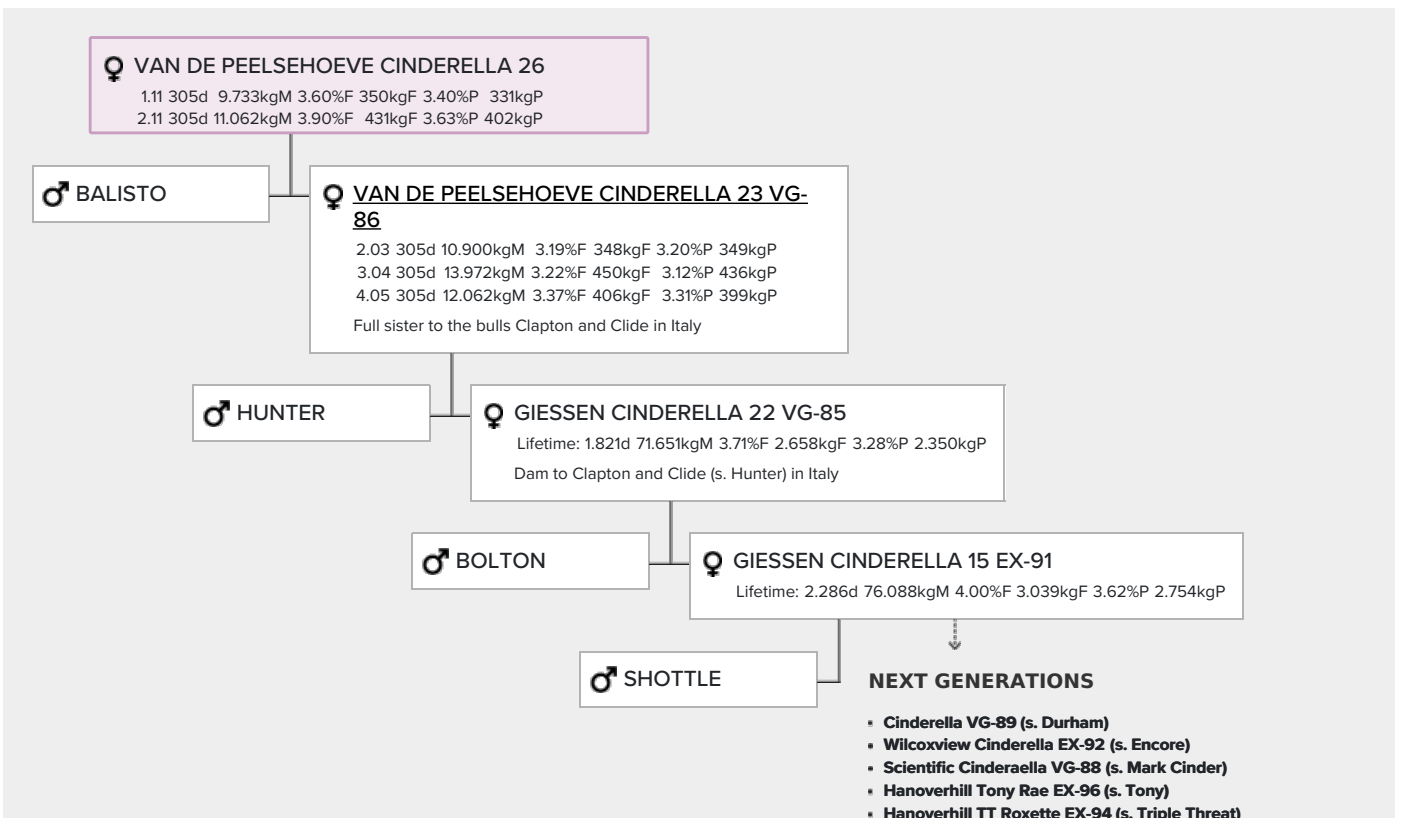 VAN DE PEELSEHOEVE CINDERELLA 26
1.11 305d 9.733kgM 3.60%F 350kgF 3.40%P 331kgP
2.11 305d 11.062kgM 3.90%F 431kgF 3.63%P 402kgP
BALISTO
VAN DE PEELSEHOEVE CINDERELLA 23 VG-
86
2.03 305d 10.900kgM 3.19%F 348kgF 3.20%P 349kgP
3.04 305d 13.972kgM 3.22%F 450kgF 3.12%P 436kgP
4.05 305d 12.062kgM 3.37%F 406kgF 3.31%P 399kgP
Full sister to the bulls Clapton and Clide in Italy
HUNTER
GIESSEN CINDERELLA 22 VG-85
Lifetime: 1.821d 71.651kgM 3.71%F 2.658kgF 3.28%P 2.350kgP
Dam to Clapton and Clide (s. Hunter) in Italy
BOLTON
GIESSEN CINDERELLA 15 EX-91
Lifetime: 2.286d 76.088kgM 4.00%F 3.039kgF 3.62%P 2.754kgP
SHOTTLE
NEXT GENERATIONS
Cinderella VG-89 (s. Durham)
Wilcoxview Cinderella EX-92 (s. Encore)
Scientific Cinderaella VG-88 (s. Mark Cinder)
Hanoverhill Tony Rae EX-96 (s. Tony)
Hanoverhill TT Roxette EX-94 (s. Triple Threat)